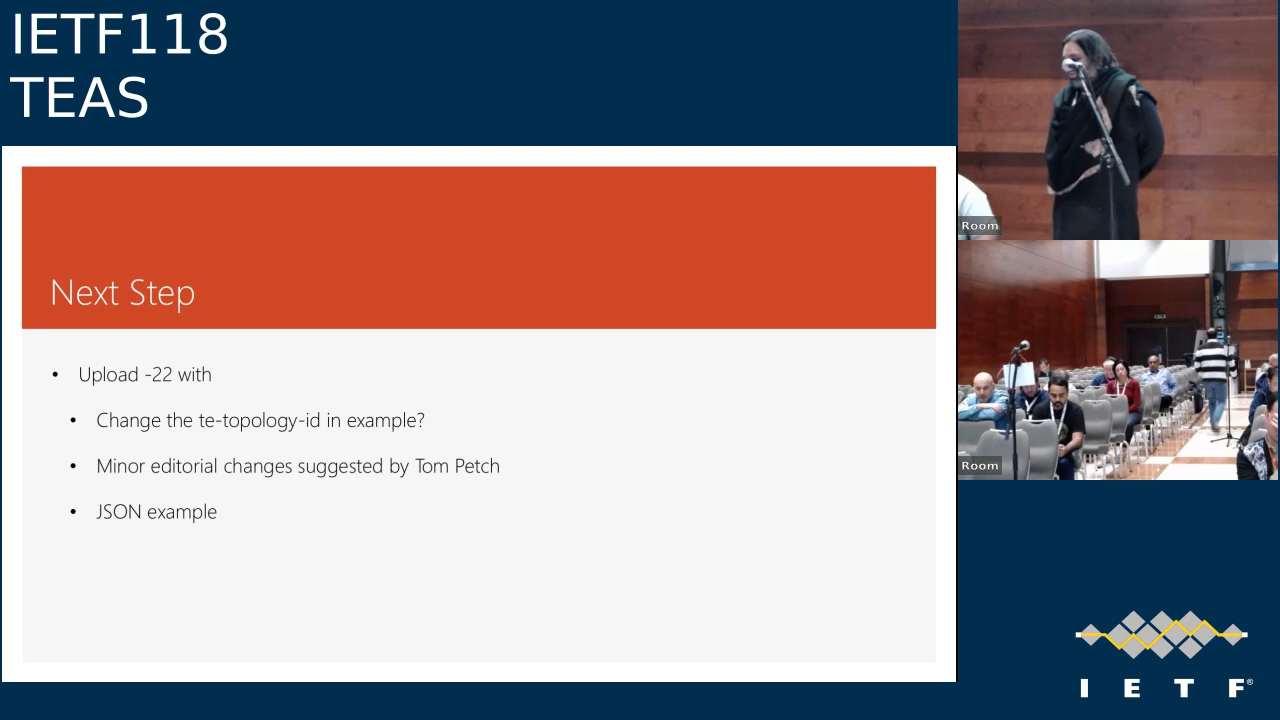 IETF118
TEAS
Next Step
• Upload -22 with
• Change the te-topology-id in example?
• Minor editorial changes suggested by Tom Petch
• JSON example
Room
Room
I E T F®